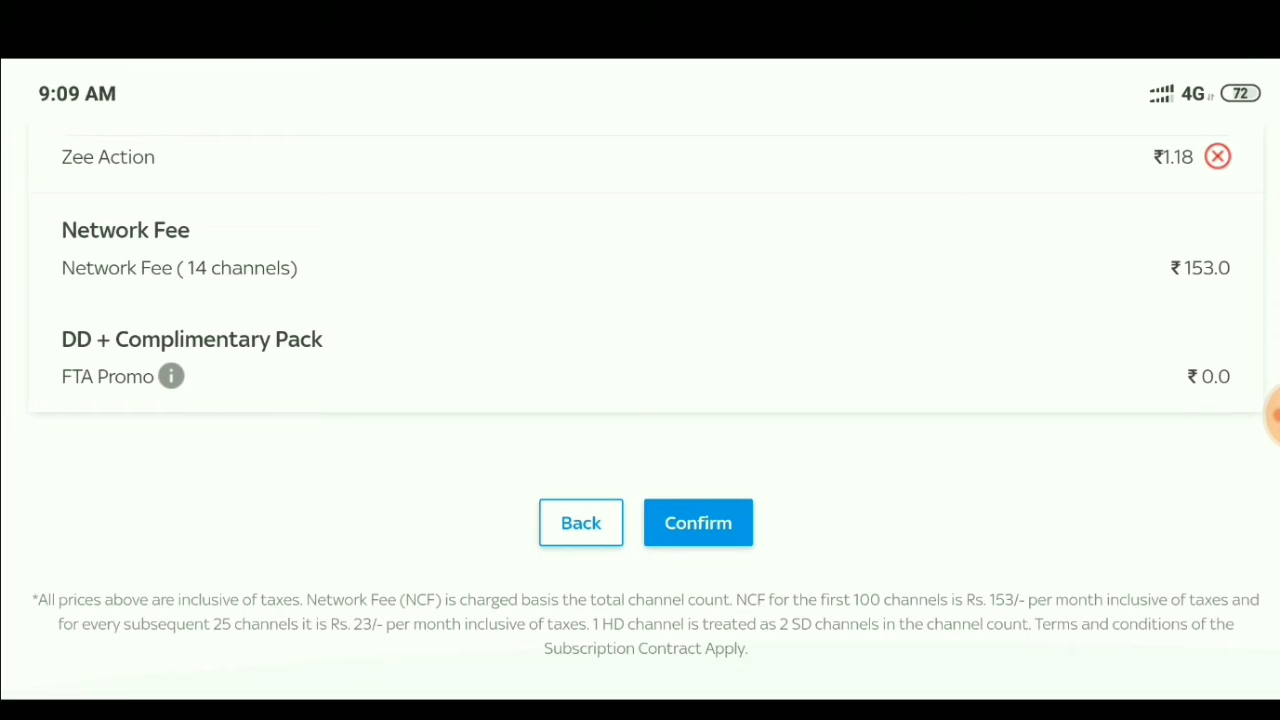 9:09 AM 4G 72
Zee Action ₹1.18
Network Fee
Network Fee ( 14 channels) ₹ 153.0
DD + Complimentary Pack
FTA Promo i ₹ 0.0
Back Confirm
*All prices above are inclusive of taxes. Network Fee (NCF) is charged basis the total channel count. NCF for the first 100 channels is Rs. 153/- per month inclusive of taxes and
for every subsequent 25 channels it is Rs. 23/- per month inclusive of taxes. 1 HD channel is treated as 2 SD channels in the channel count. Terms and conditions of the
Subscription Contract Apply.